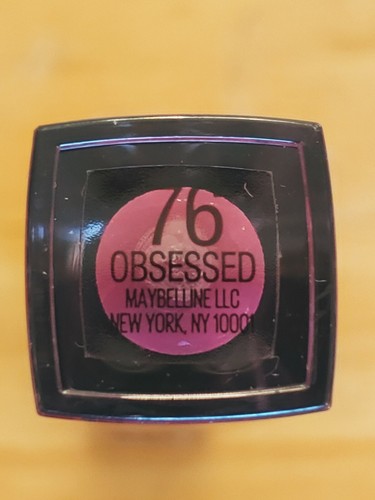 76
OBSESSED
MAYBELLINE LLC
NEW YORK, NY 10001